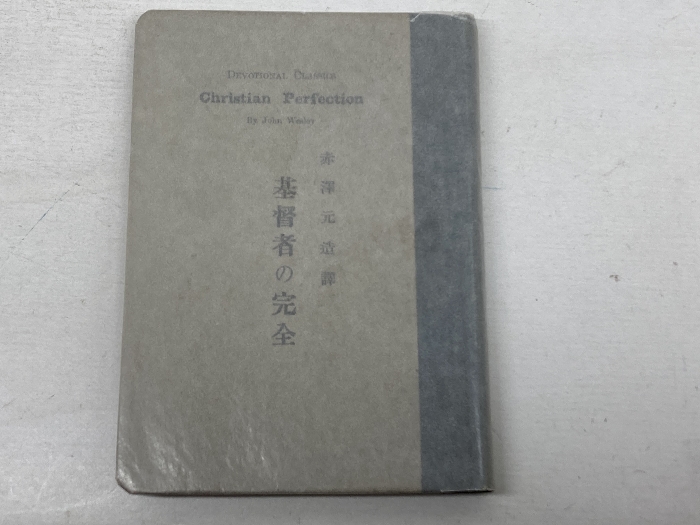 DEVOTIONAL CLASSICS
Christian Perfection
By John Wesley
赤澤元造譯
基督者の完全